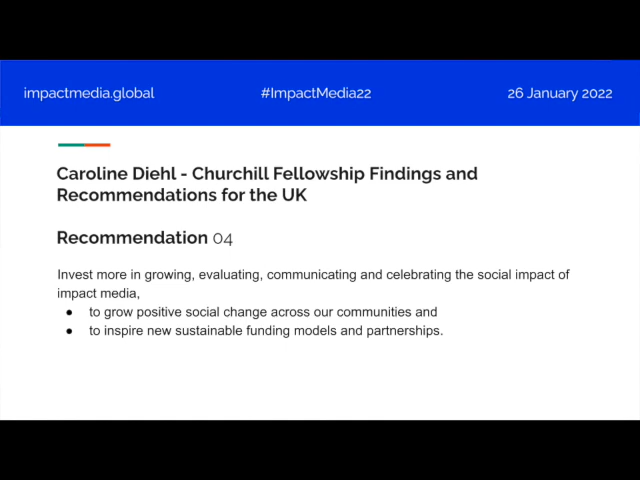 impactmedia.global #ImpactMedia22 26 January 2022
Caroline Diehl - Churchill Fellowship Findings and
Recommendations for the UK
Recommendation 04
Invest more in growing, evaluating, communicating and celebrating the social impact of
impact media,
● to grow positive social change across our communities and
● to inspire new sustainable funding models and partnerships.